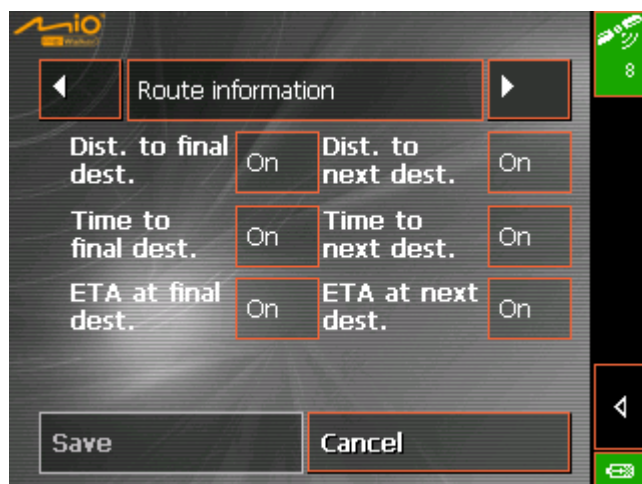 Mio
8
Route information
Dist. to final dest.
On
Dist. to next dest.
On
Time to final dest.
On
Time to next dest.
On
ETA at final dest.
On
ETA at next dest.
On
Save
Cancel